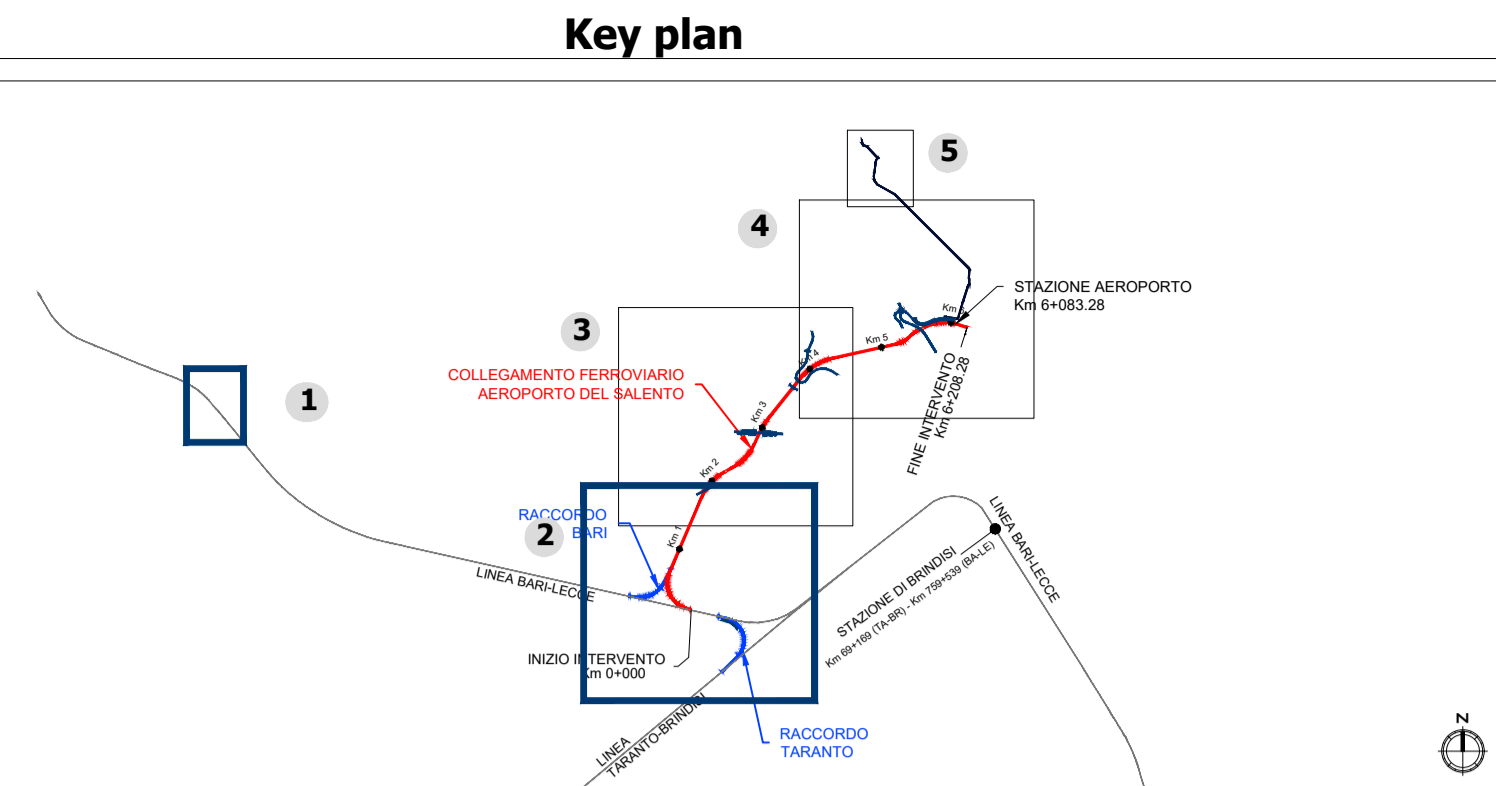 Key plan
5
4
STAZIONE AEROPORTO
Km 6+083.28
Km 5
3
COLLEGAMENTO FERROVIARIO
AEROPORTO DEL SALENTO
Km 3
FINE INTERVENTO
Km 6+208.28
1
Km 2
RACCORDO
BARI
2
Km 1
LINEA BARI-LECCE
LINEA BARI-LECCE
STAZIONE DI BRINDISI
Km 69+169 (TA-BR) - Km 759+539 (BA-LE)
INIZIO INTERVENTO
Km 0+000
LINEA
TARANTO-BRINDISI
RACCORDO
TARANTO
N